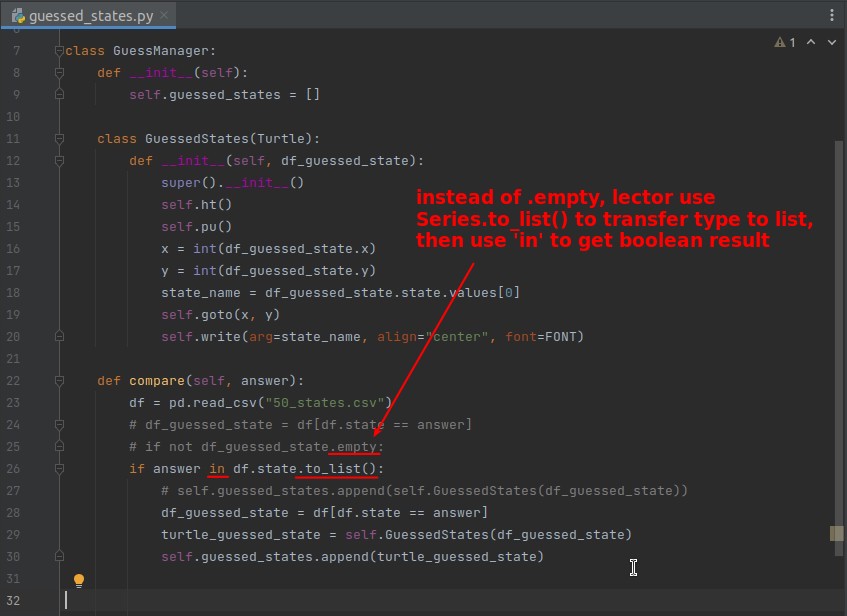 guessed_states.py
1
7 class GuessManager:
8 def __init__(self):
9 self.guessed_states = []
10
11 class GuessedStates(Turtle):
12 def __init__(self, df_guessed_state):
13 super().__init__()
14 self.ht()
15 self.pu()
16 x = int(df_guessed_state.x)
17 y = int(df_guessed_state.y)
18 state_name = df_guessed_state.state.values[0]
19 self.goto(x, y)
20 self.write(arg=state_name, align="center", font=FONT)
21
22 def compare(self, answer):
23 df = pd.read_csv("50_states.csv")
24 # df_guessed_state = df[df.state == answer]
25 # if not df_guessed_state.empty:
26 if answer in df.state.to_list():
27 # self.guessed_states.append(self.GuessedStates(df_guessed_state))
28 df_guessed_state = df[df.state == answer]
29 turtle_guessed_state = self.GuessedStates(df_guessed_state)
30 self.guessed_states.append(turtle_guessed_state)
31
32
instead of .empty, lector use
Series.to_list() to transfer type to list,
then use 'in' to get boolean result